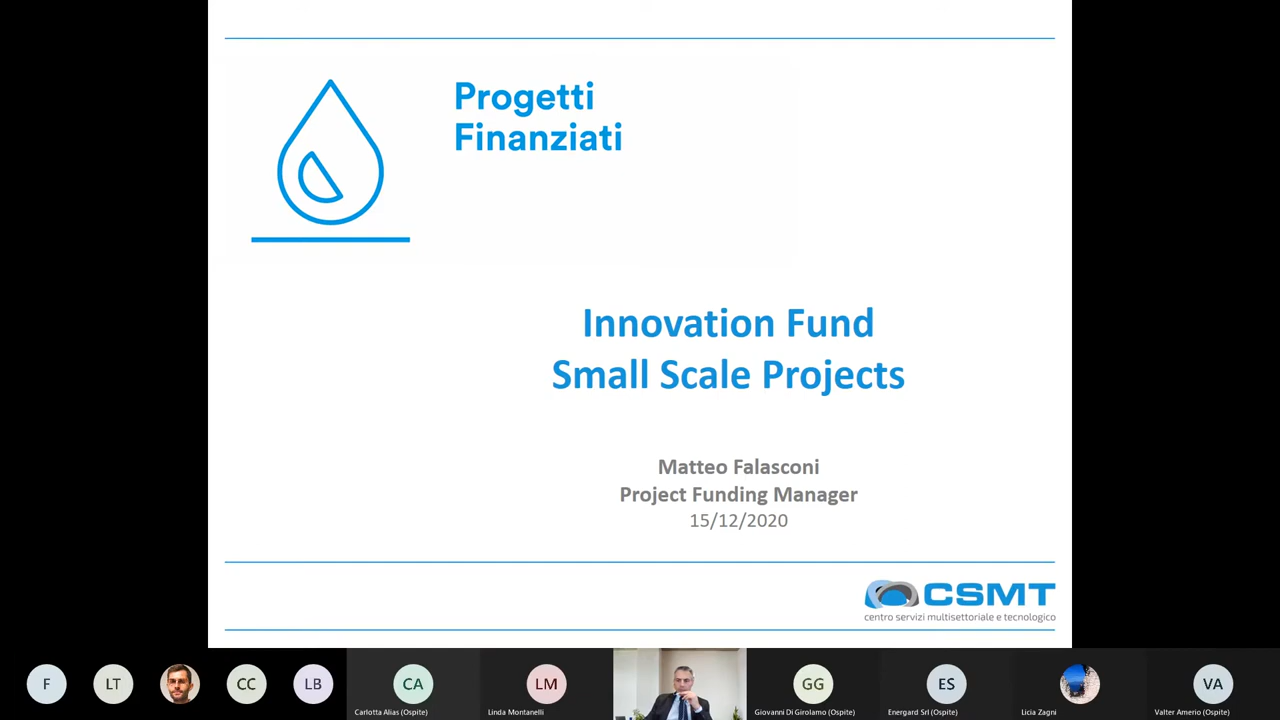 Progetti
Finanziati
Innovation Fund
Small Scale Projects
Matteo Falasconi
Project Funding Manager
15/12/2020
CSMT
centro servizi multisettoriale e tecnologico
F
LT
CC
LB
CA
LM
GG
ES
VA
Carlotta Alias (Ospite)
Linda Montanelli
Giovanni Di Girolamo (Ospite)
Energard Srl (Ospite)
Licia Zagni
Valter Amerio (Ospite)